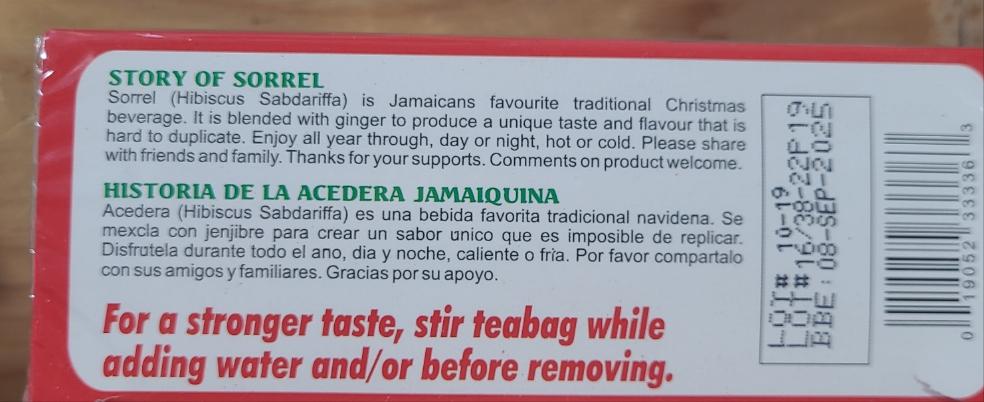 STORY OF SORREL
Sorrel (Hibiscus Sabdariffa) is Jamaicans favourite traditional Christmas
beverage. It is blended with ginger to produce a unique taste and flavour that is
hard to duplicate. Enjoy all year through, day or night, hot or cold. Please share
with friends and family. Thanks for your supports. Comments on product welcome.
HISTORIA DE LA ACEDERA JAMAIQUINA
Acedera (Hibiscus Sabdariffa) es una bebida favorita tradicional navidena. Se
mexcla con jenjibre para crear un sabor unico que es imposible de replicar.
Disfrutela durante todo el ano, dia y noche, caliente o fria. Por favor compartalo
con sus amigos y familiares. Gracias por su apoyo.
For a stronger taste, stir teabag while
adding water and/or before removing.
LOT# 10-19
LOT# 16/38-22F19
BBE: 08-SEP-2025
0 19052 33336 3